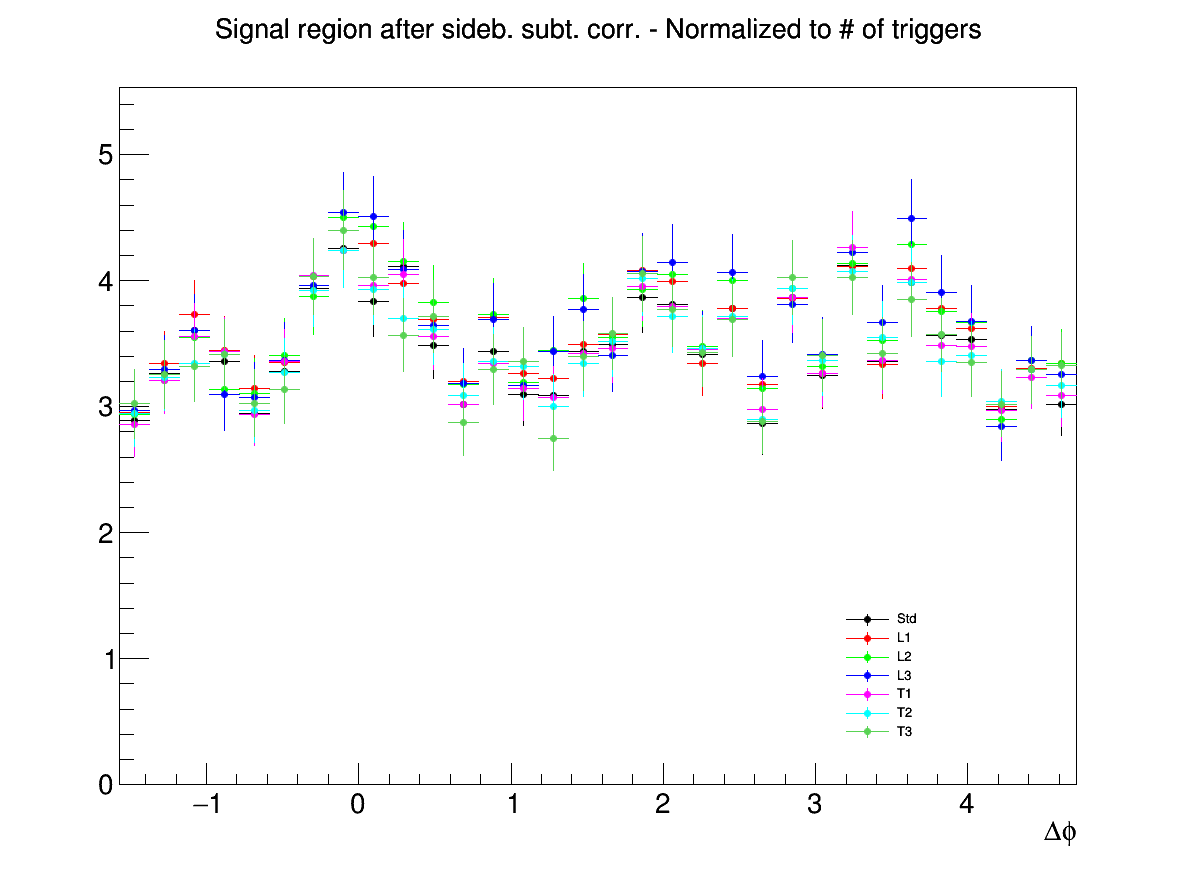 Signal region after sideb. subt. corr. - Normalized to # of triggers
5
4
3
2
1
0
−1 0 1 2 3 4
Δϕ
Std
L1
L2
L3
T1
T2
T3